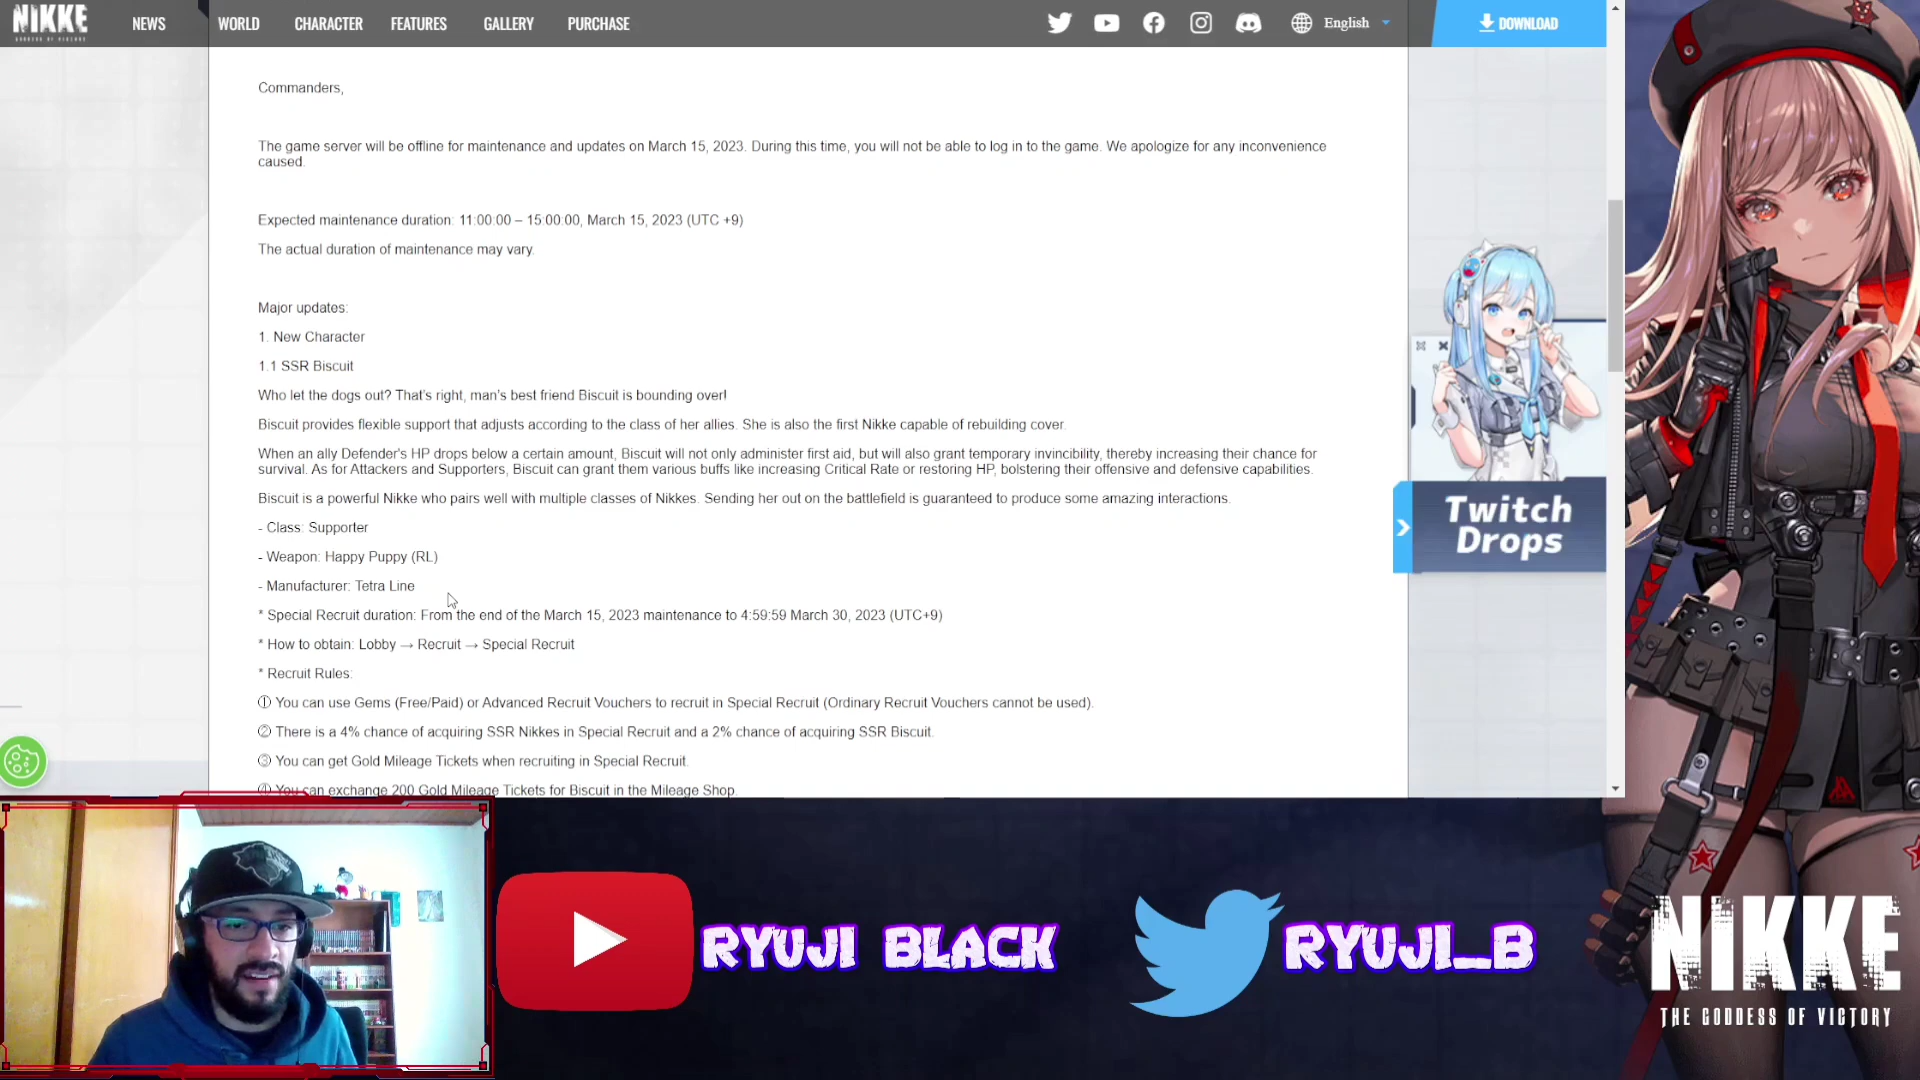 NIKKE
GODDESS OF VICTORY
NEWS
WORLD
CHARACTER
FEATURES
GALLERY
PURCHASE
English
DOWNLOAD
Commanders,
The game server will be offline for maintenance and updates on March 15, 2023. During this time, you will not be able to log in to the game. We apologize for any inconvenience
caused.
Expected maintenance duration: 11:00:00 – 15:00:00, March 15, 2023 (UTC +9)
The actual duration of maintenance may vary.
Major updates:
1. New Character
1.1 SSR Biscuit
Who let the dogs out? That's right, man's best friend Biscuit is bounding over!
Biscuit provides flexible support that adjusts according to the class of her allies. She is also the first Nikke capable of rebuilding cover.
When an ally Defender's HP drops below a certain amount, Biscuit will not only administer first aid, but will also grant temporary invincibility, thereby increasing their chance for
survival. As for Attackers and Supporters, Biscuit can grant them various buffs like increasing Critical Rate or restoring HP, bolstering their offensive and defensive capabilities.
Biscuit is a powerful Nikke who pairs well with multiple classes of Nikkes. Sending her out on the battlefield is guaranteed to produce some amazing interactions.
- Class: Supporter
- Weapon: Happy Puppy (RL)
- Manufacturer: Tetra Line
* Special Recruit duration: From the end of the March 15, 2023 maintenance to 4:59:59 March 30, 2023 (UTC+9)
* How to obtain: Lobby → Recruit → Special Recruit
* Recruit Rules:
① You can use Gems (Free/Paid) or Advanced Recruit Vouchers to recruit in Special Recruit (Ordinary Recruit Vouchers cannot be used).
② There is a 4% chance of acquiring SSR Nikkes in Special Recruit and a 2% chance of acquiring SSR Biscuit.
③ You can get Gold Mileage Tickets when recruiting in Special Recruit.
④ You can exchange 200 Gold Mileage Tickets for Biscuit in the Mileage Shop.
Twitch
Drops
RYUJI BLACK
RYUJI_B
NIKKE
THE GODDESS OF VICTORY